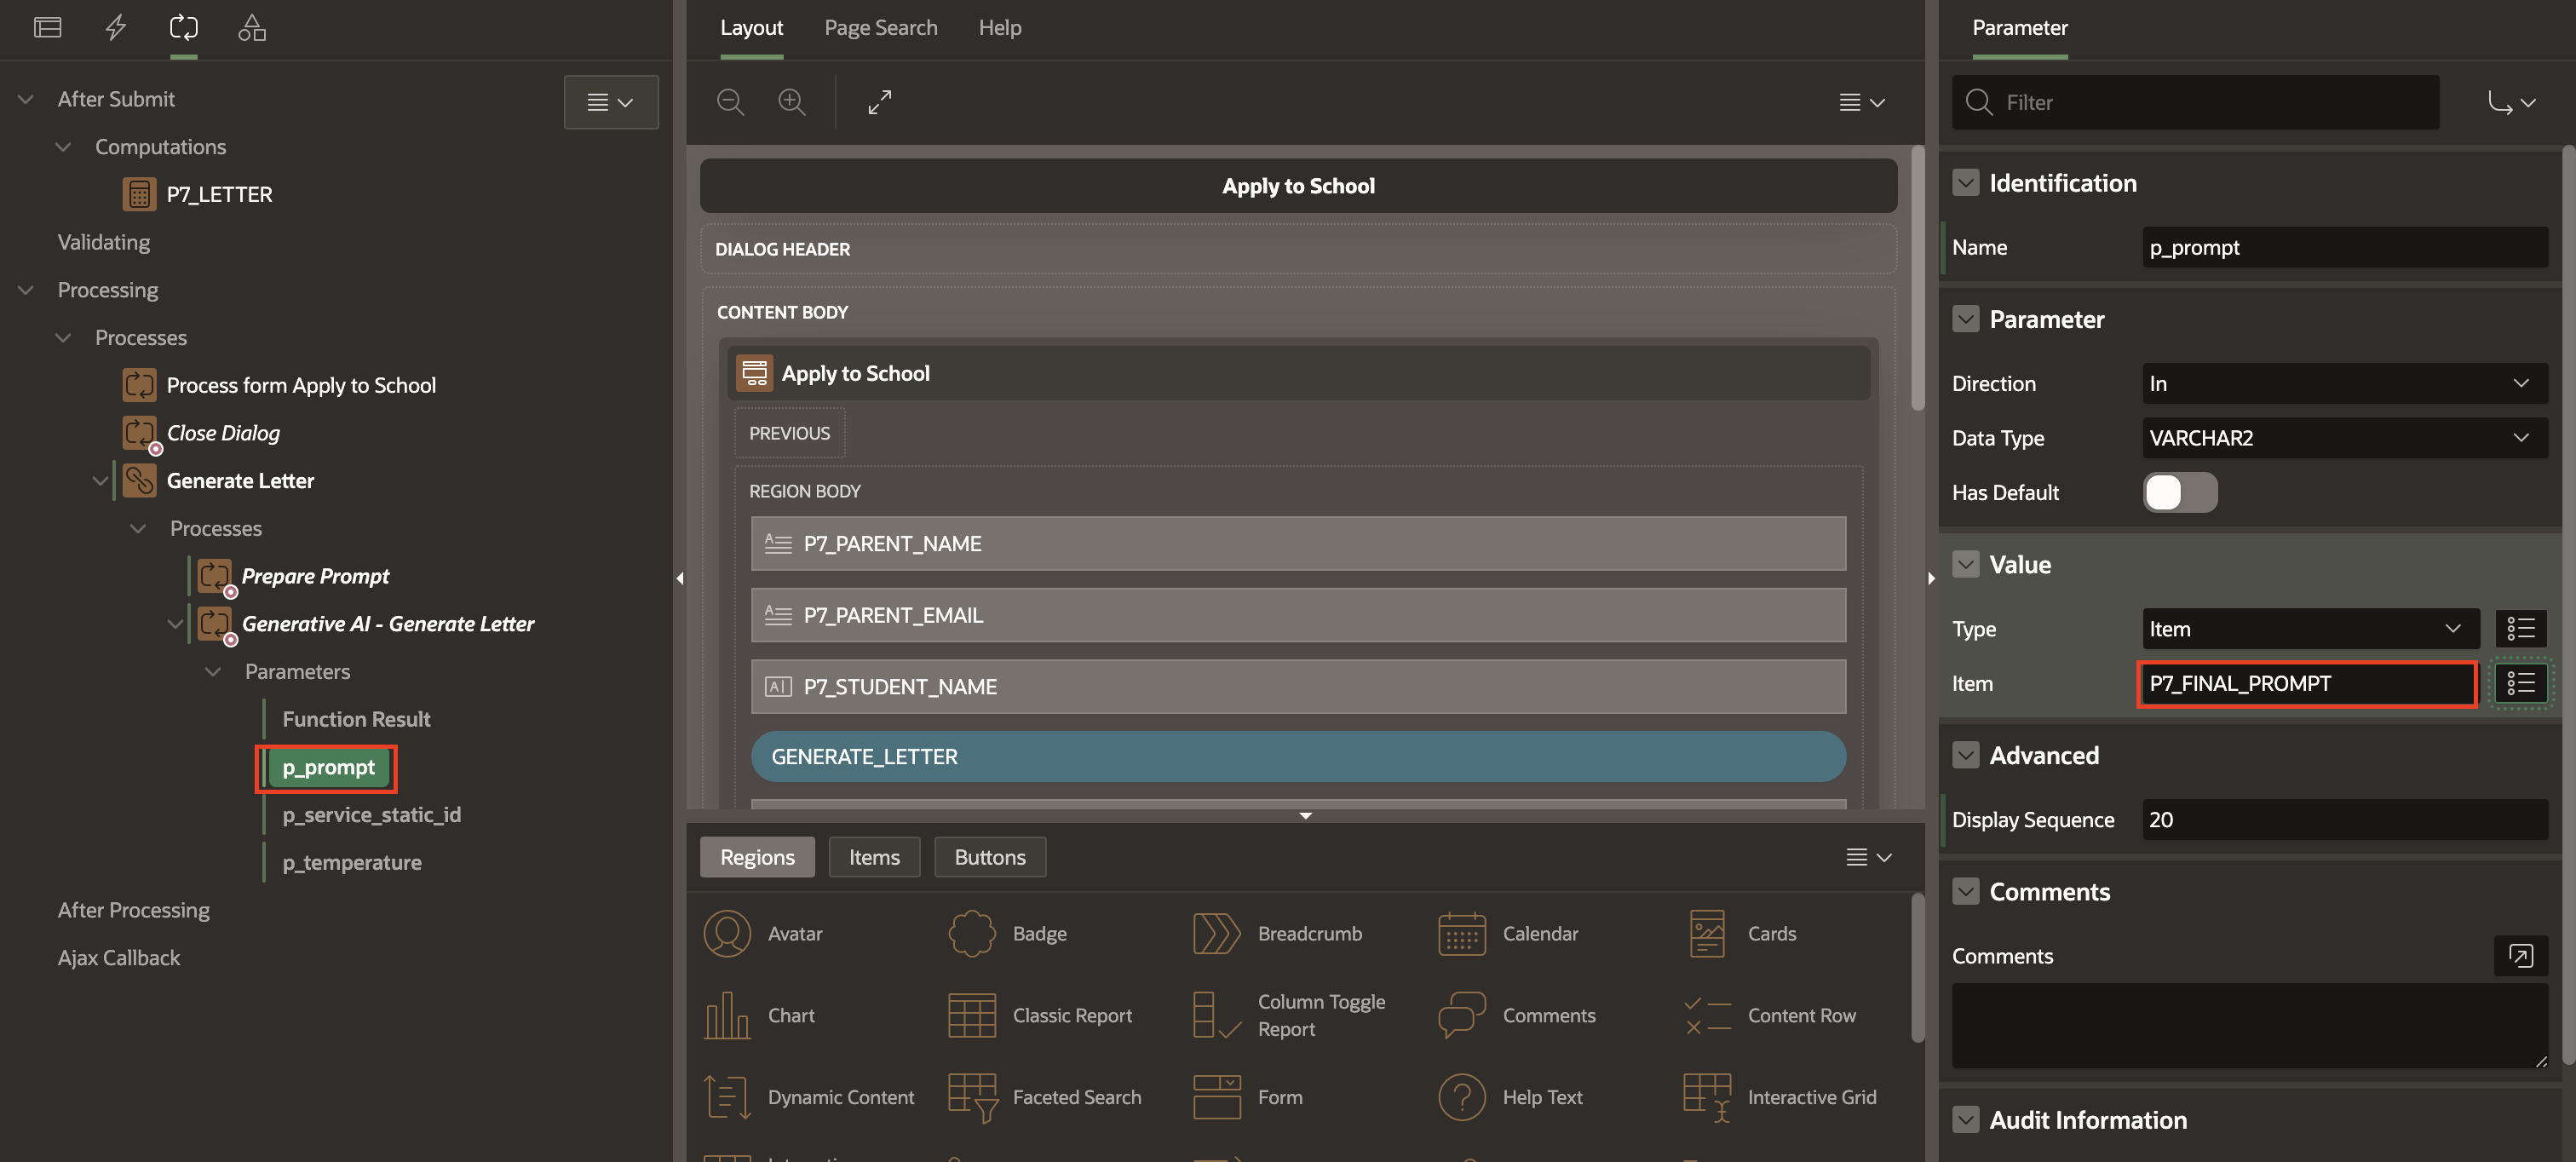 After Submit
Computations
P7_LETTER
Validating
Processing
Processes
Process form Apply to School
Close Dialog
Generate Letter
Processes
Prepare Prompt
Generative AI - Generate Letter
Parameters
Function Result
p_prompt
p_service_static_id
p_temperature
After Processing
Ajax Callback
Layout
Page Search
Help
Apply to School
DIALOG HEADER
CONTENT BODY
Apply to School
PREVIOUS
REGION BODY
P7_PARENT_NAME
P7_PARENT_EMAIL
P7_STUDENT_NAME
GENERATE_LETTER
Regions
Items
Buttons
Avatar
Badge
Breadcrumb
Calendar
Cards
Chart
Classic Report
Column Toggle
Report
Comments
Content Row
Dynamic Content
Faceted Search
Form
Help Text
Interactive Grid
Parameter
Filter
Identification
Name
p_prompt
Parameter
Direction
In
Data Type
VARCHAR2
Has Default
Value
Type
Item
Item
P7_FINAL_PROMPT
Advanced
Display Sequence
20
Comments
Comments
Audit Information